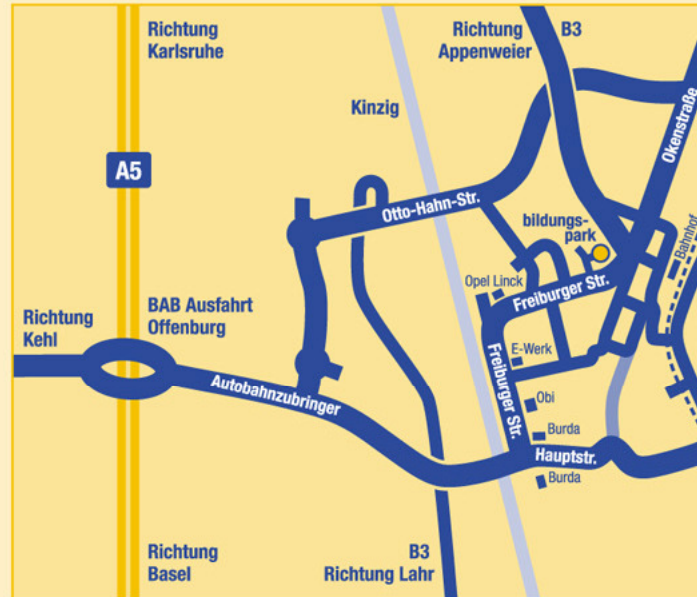 Richtung
Karlsruhe
Richtung
Appenweier
B3
Kinzig
Okenstraße
A5
Otto-Hahn-Str.
bildungs-
park
Bahnhof
Opel Linck
Freiburger Str.
Richtung
Kehl
BAB Ausfahrt
Offenburg
E-Werk
Autobahnzubringer
Freiburger Str.
Obi
Burda
Hauptstr.
Burda
Richtung
Basel
B3
Richtung Lahr